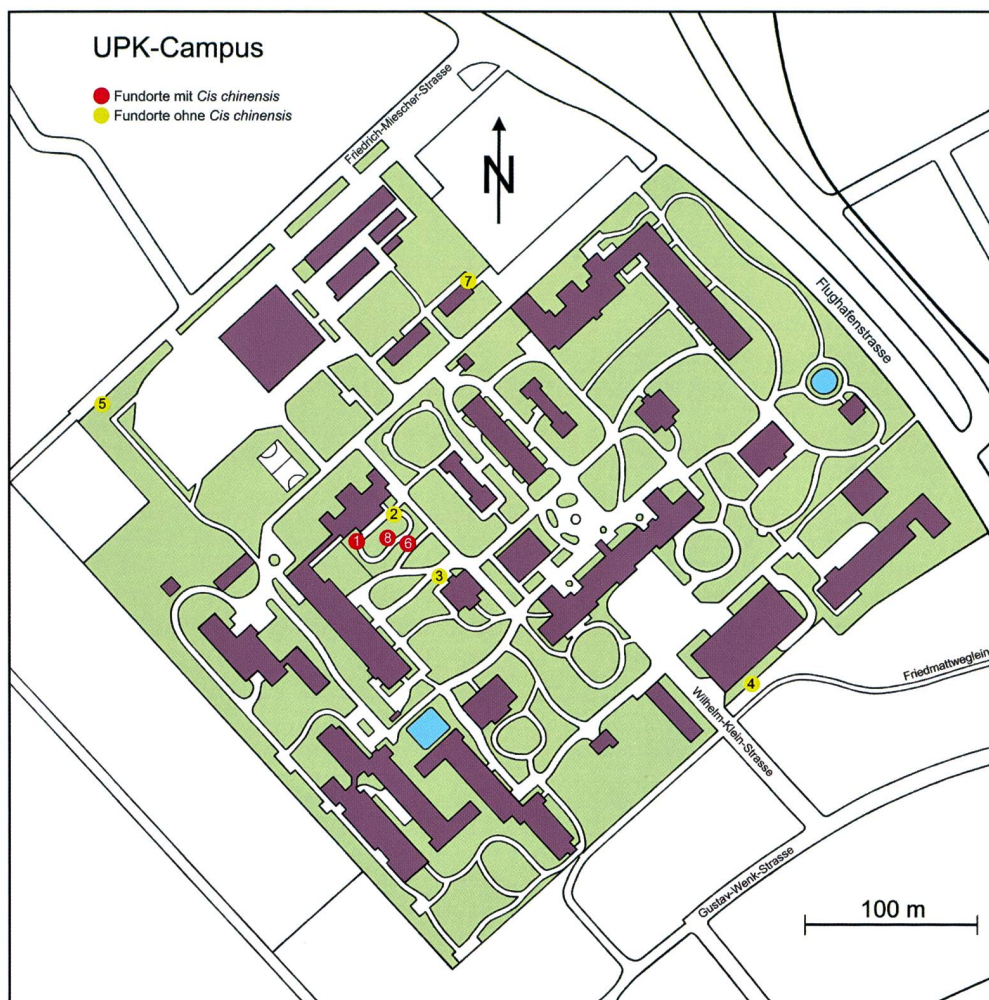 UPK-Campus
Fundorte mit Cis chinensis
Fundorte ohne Cis chinensis
Friedrich-Miescher-Strasse
N
7
Flughafenstrasse
5
2
1
8
6
3
4
Friedmattweglein
Wilhelm-Klein-Strasse
Gustav-Wenk-Strasse
100 m